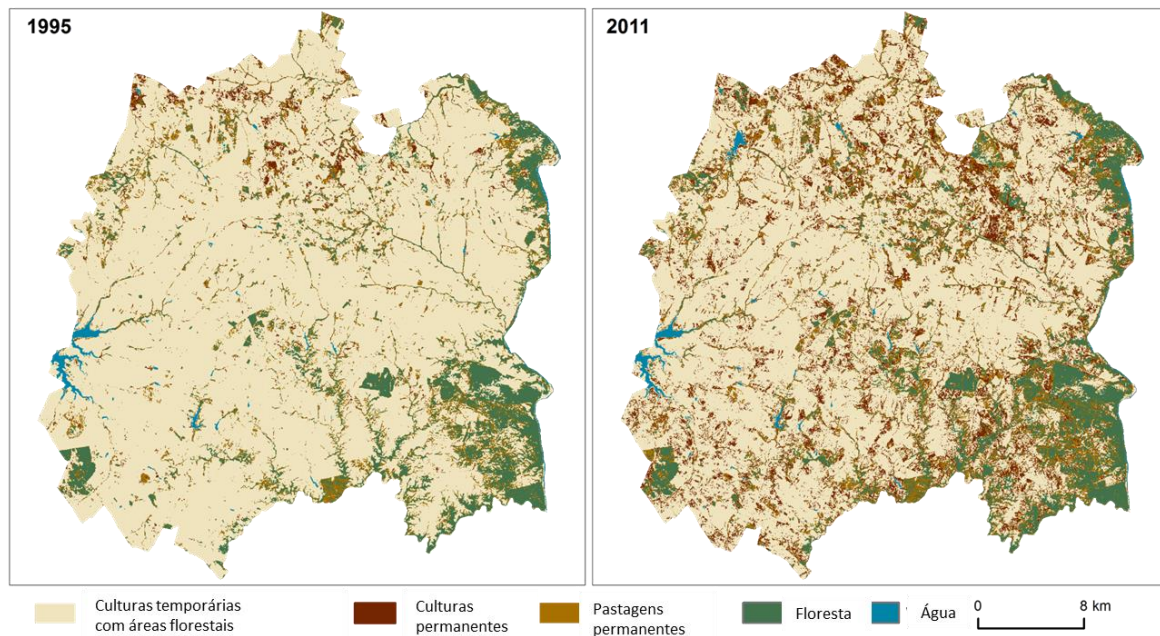 1995
2011
Culturas temporárias
com áreas florestais
Culturas
permanentes
Pastagens
permanentes
Floresta
Água
0
8 km